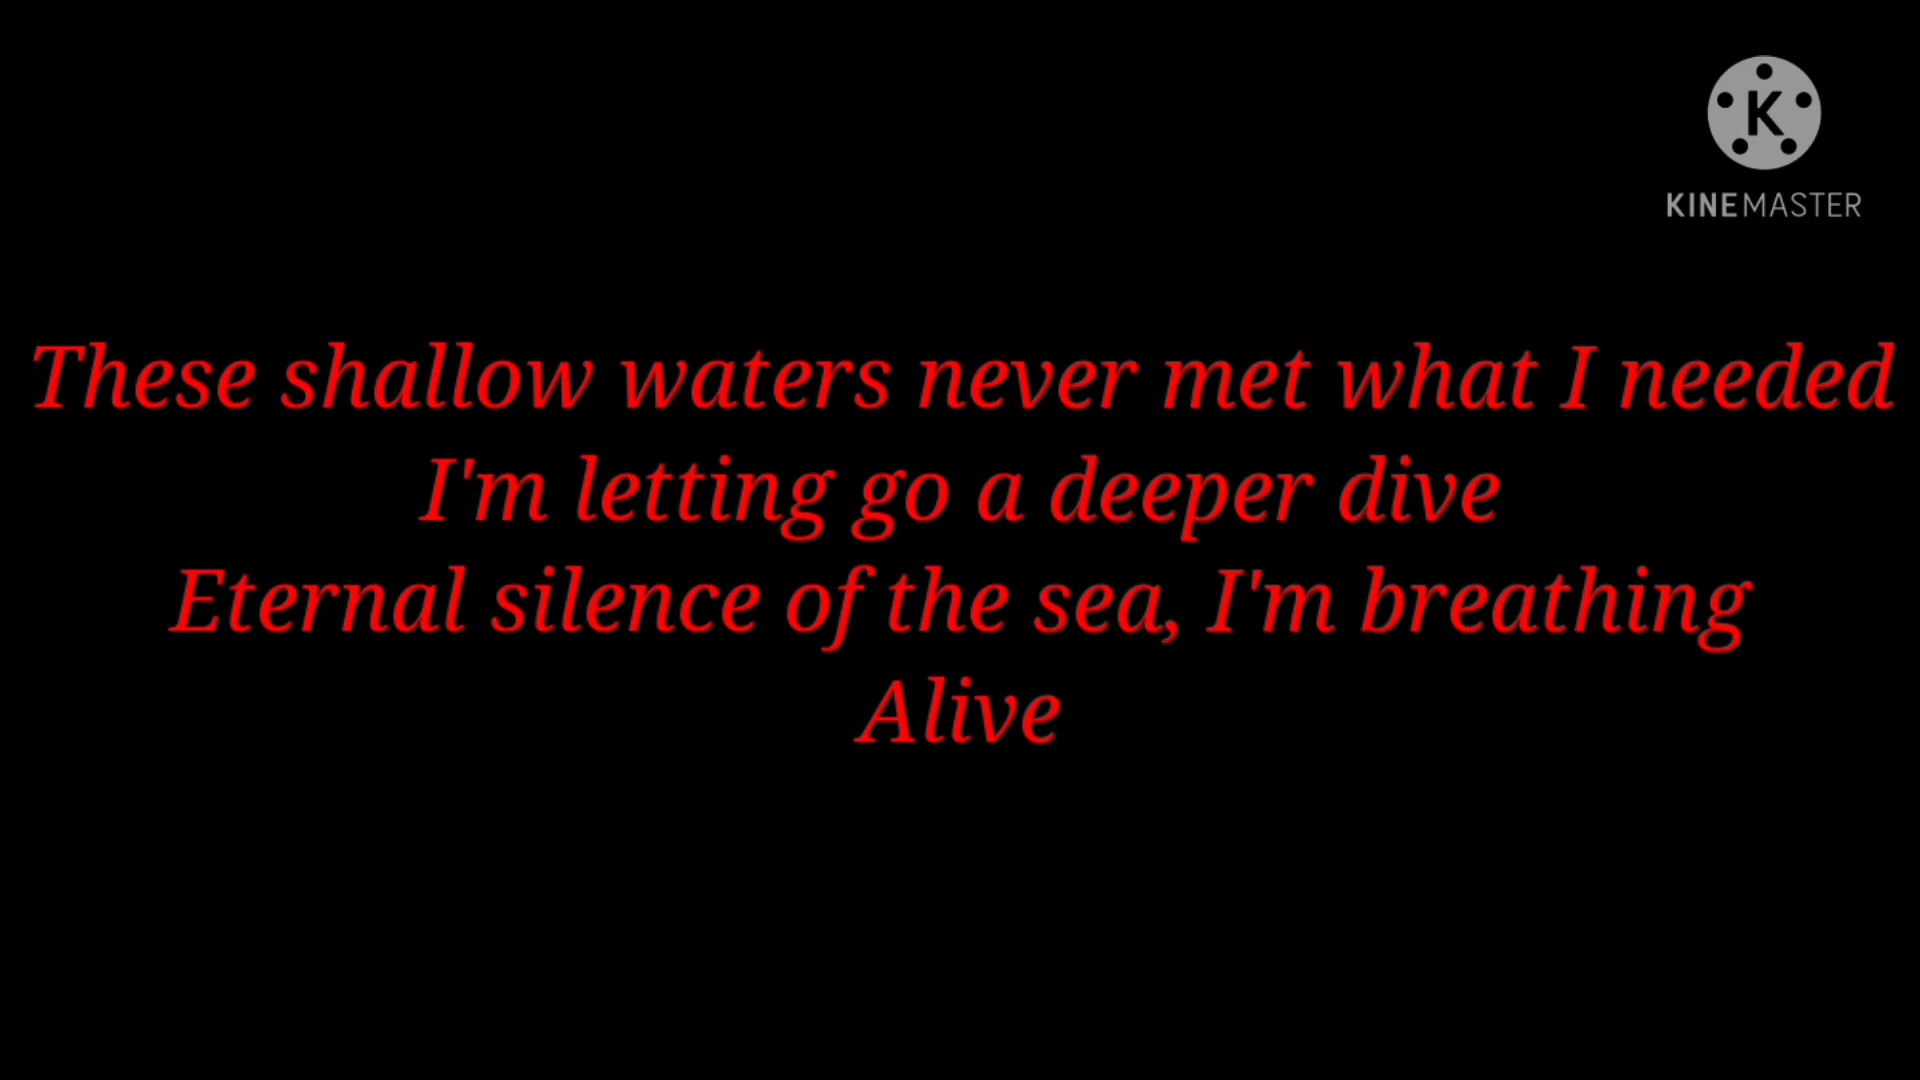 K
KINEMASTER
These shallow waters never met what I needed
I'm letting go a deeper dive
Eternal silence of the sea, I'm breathing
Alive